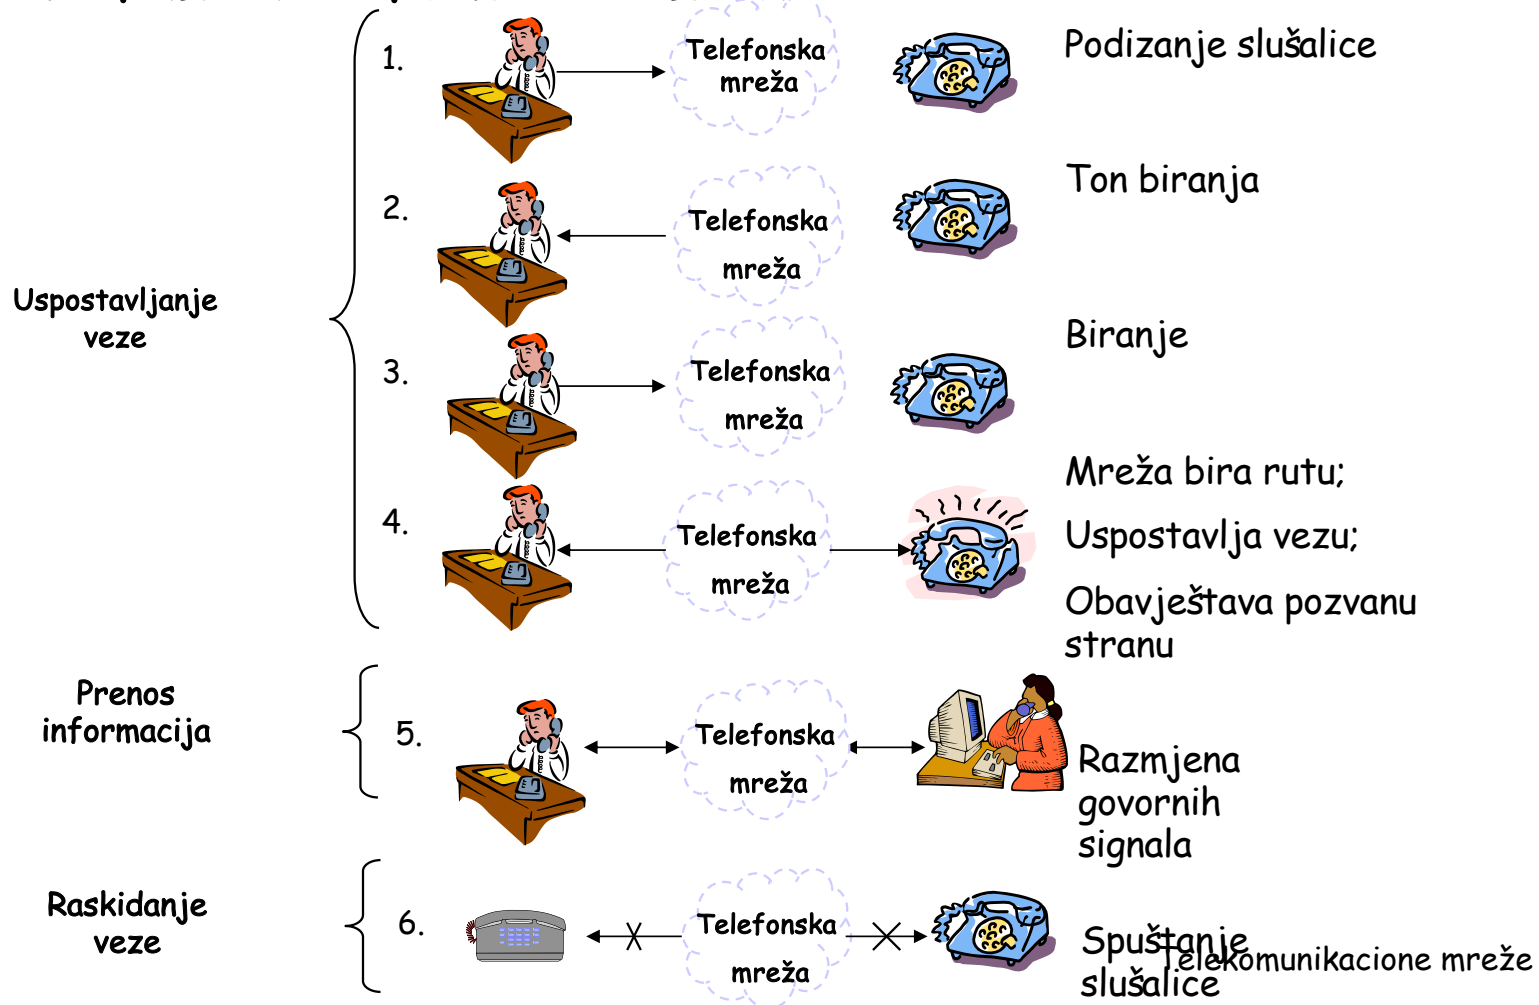 1.
Telefonska
mreža
Podizanje slušalice
2.
Telefonska
mreža
Ton biranja
Uspostavljanje
veze
3.
Telefonska
mreža
Biranje
4.
Telefonska
mreža
Mreža bira rutu;
Uspostavlja vezu;
Obavještava pozvanu
stranu
Prenos
informacija
5.
Telefonska
mreža
Razmjena
govornih
signala
Raskidanje
veze
6.
Telefonska
mreža
Spuštanje
slušalice
Telekomunikacione mreže